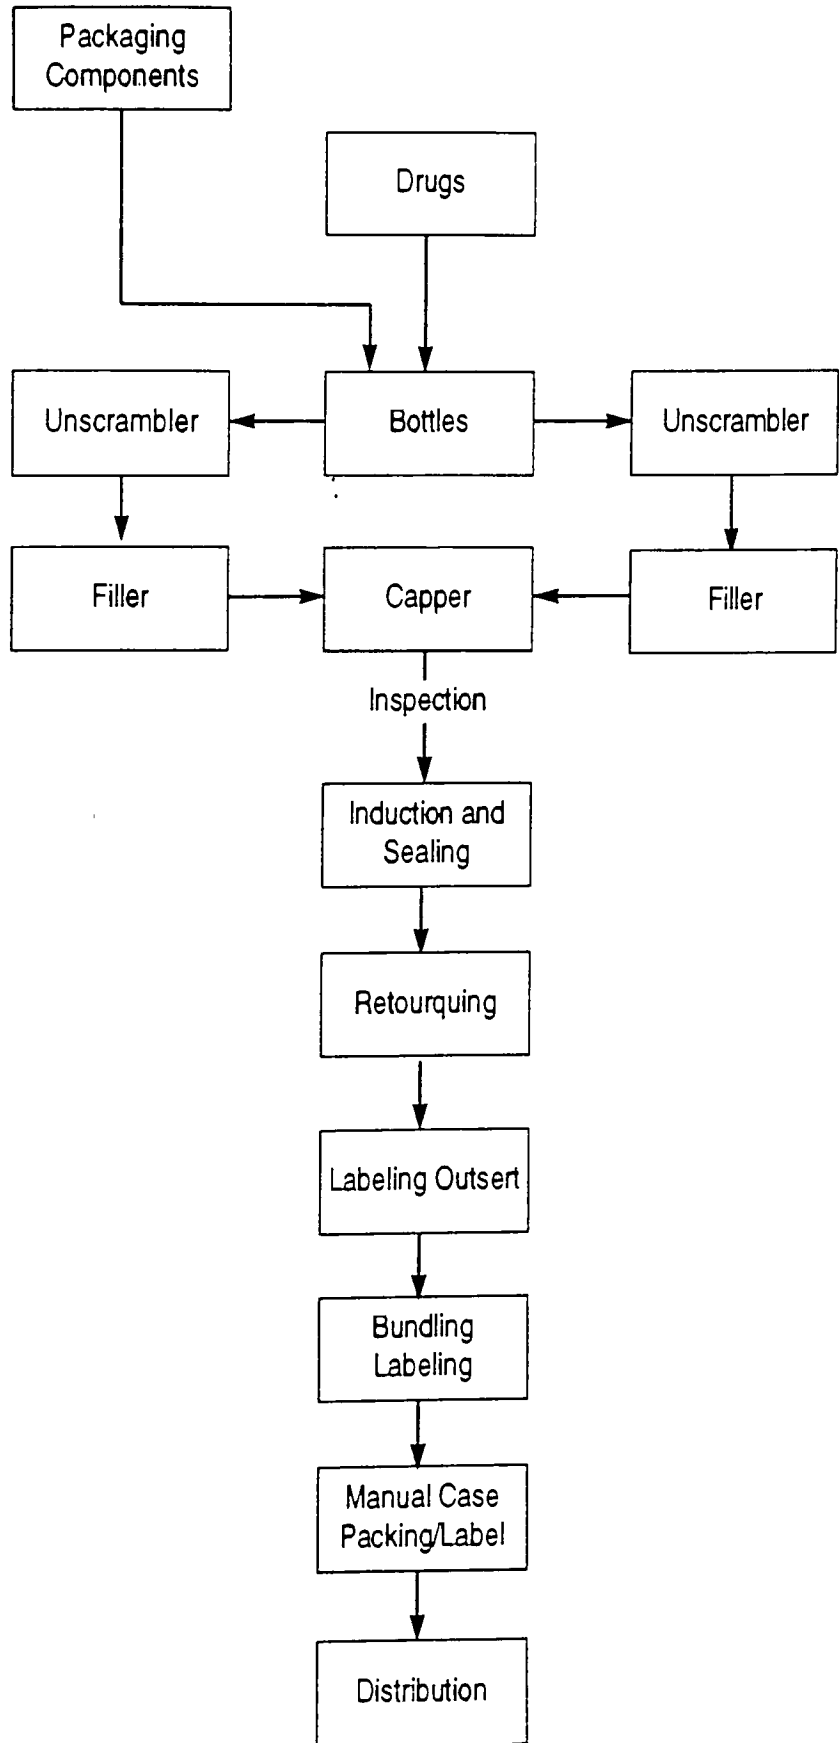 Packaging
Components
Drugs
Unscrambler
Bottles
Unscrambler
Filler
Capper
Filler
Inspection
Induction and
Sealing
Retourquing
Labeling Outsert
Bundling
Labeling
Manual Case
Packing/Label
Distribution